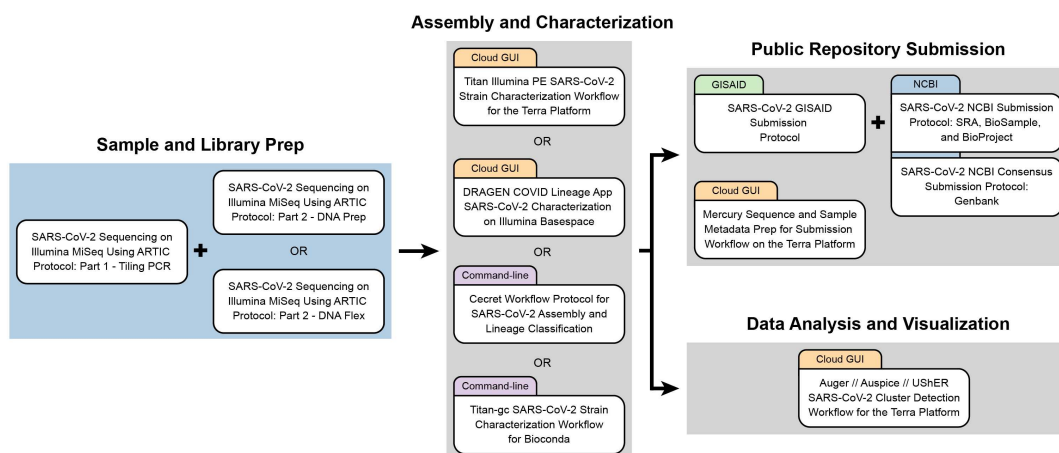 Assembly and Characterization
Sample and Library Prep
SARS-CoV-2 Sequencing on
Illumina MiSeq Using ARTIC
Protocol: Part 1 - Tiling PCR
+
SARS-CoV-2 Sequencing on
Illumina MiSeq Using ARTIC
Protocol: Part 2 - DNA Prep
OR
SARS-CoV-2 Sequencing on
Illumina MiSeq Using ARTIC
Protocol: Part 2 - DNA Flex
Cloud GUI
Titan Illumina PE SARS-CoV-2
Strain Characterization Workflow
for the Terra Platform
OR
Cloud GUI
DRAGEN COVID Lineage App
SARS-CoV-2 Characterization
on Illumina Basespace
OR
Command-line
Cecret Workflow Protocol for
SARS-CoV-2 Assembly and
Lineage Classification
OR
Command-line
Titan-gc SARS-CoV-2 Strain
Characterization Workflow
for Bioconda
Public Repository Submission
GISAID
SARS-CoV-2 GISAID
Submission
Protocol
+
NCBI
SARS-CoV-2 NCBI Submission
Protocol: SRA, BioSample,
and BioProject
SARS-CoV-2 NCBI Consensus
Submission Protocol:
Genbank
Cloud GUI
Mercury Sequence and Sample
Metadata Prep for Submission
Workflow on the Terra Platform
Data Analysis and Visualization
Cloud GUI
Auger // Auspice // UShER
SARS-CoV-2 Cluster Detection
Workflow for the Terra Platform